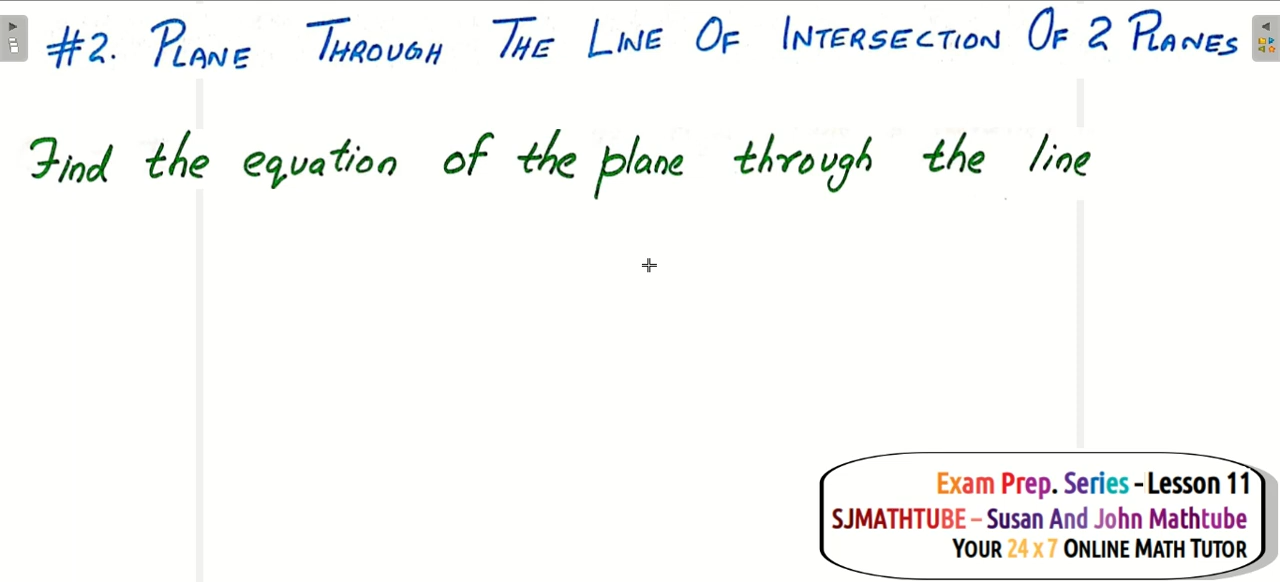 #2. PLANE THROUGH THE LINE OF INTERSECTION OF 2 PLANES
Find the equation of the plane through the line
Exam Prep. Series - Lesson 11
SJMATHTUBE – Susan And John Mathtube
YOUR 24 x 7 ONLINE MATH TUTOR